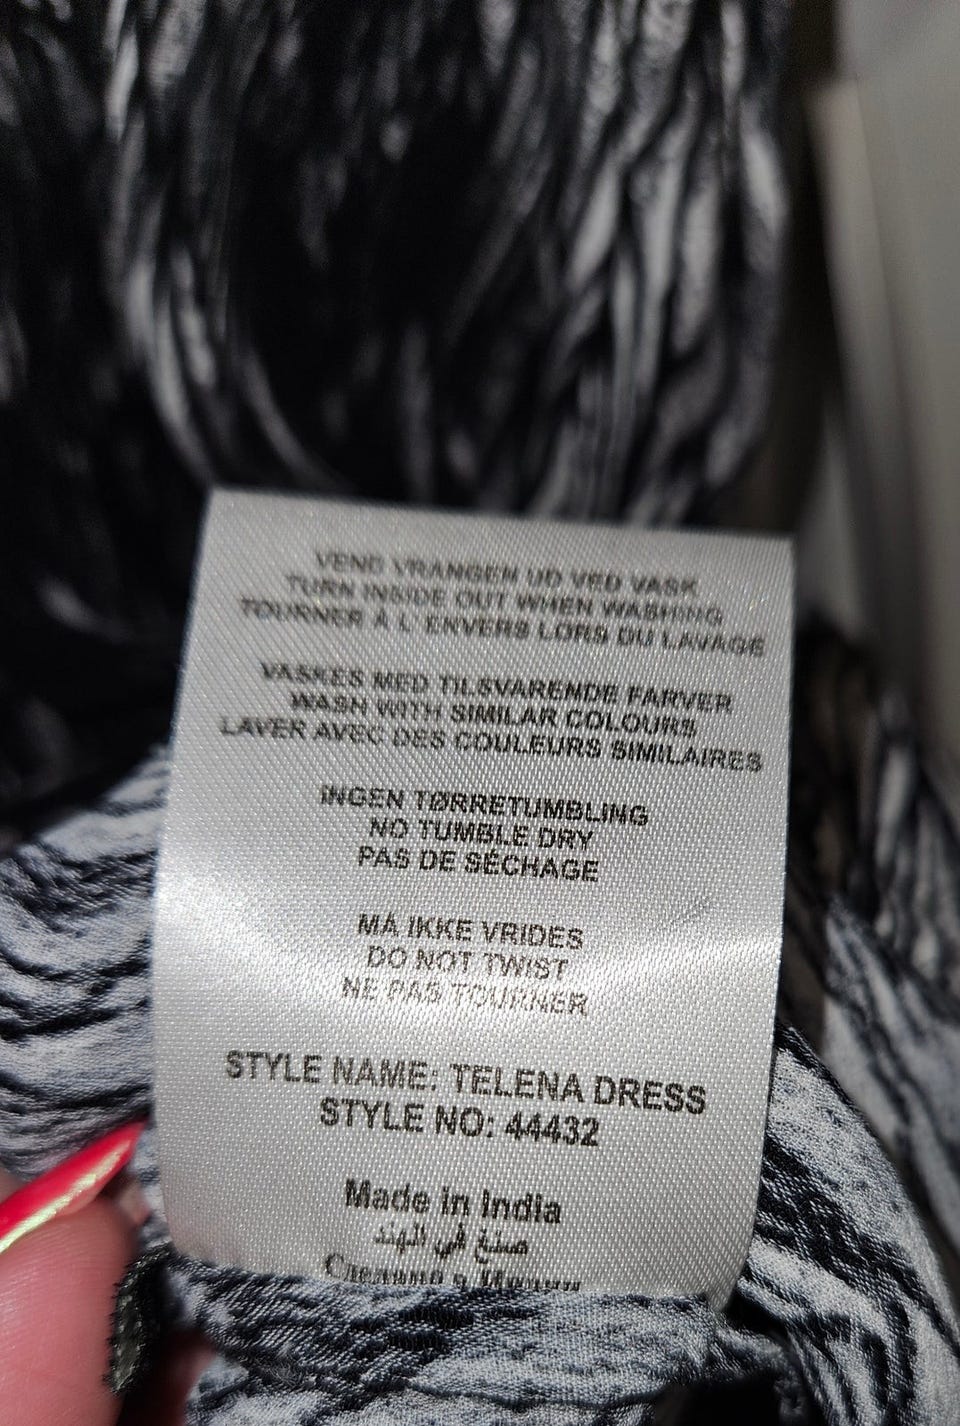 VEND VRANGEN UD VED VASK
TURN INSIDE OUT WHEN WASHING
TOURNER À L' ENVERS LORS DU LAVAGE
VASKES MED TILSVARENDE FARVER
WASH WITH SIMILAR COLOURS
LAVER AVEC DES COULEURS SIMILAIRES
INGEN TØRRETUMBLING
NO TUMBLE DRY
PAS DE SÉCHAGE
MÅ IKKE VRIDES
DO NOT TWIST
NE PAS TOURNER
STYLE NAME: TELENA DRESS
STYLE NO: 44432
Made in India
صنع في الهند
Сделано в Индии